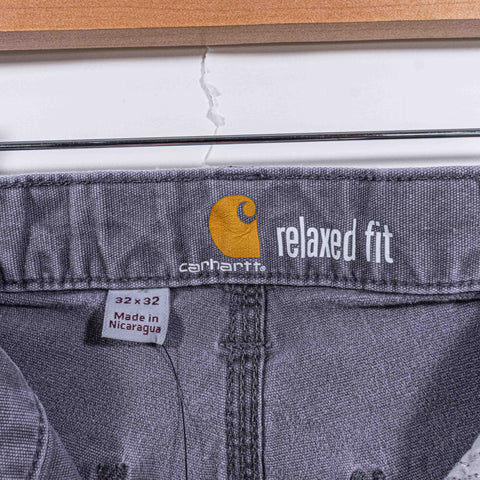 relaxed fit
carhartt®
32 x 32
Made in
Nicaragua